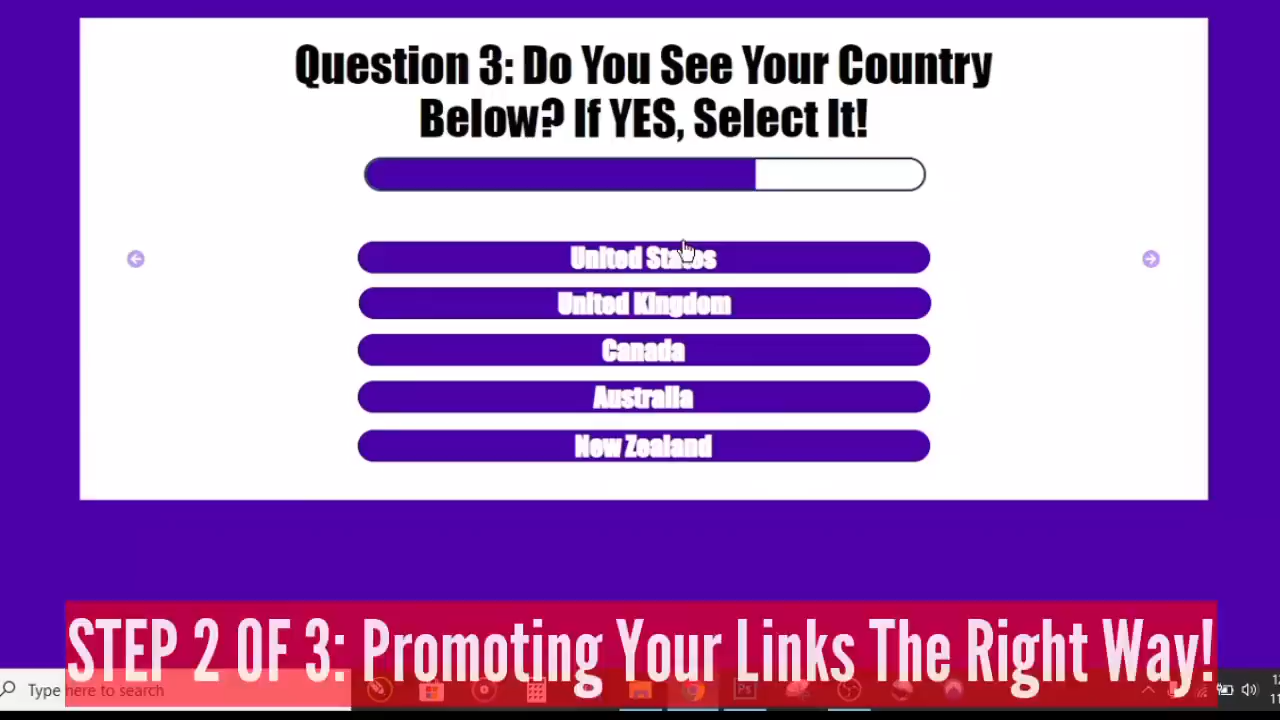 Question 3: Do You See Your Country
Below? If YES, Select It!
United States
United Kingdom
Canada
Australia
New Zealand
STEP 2 OF 3: Promoting Your Links The Right Way!
Type here to search